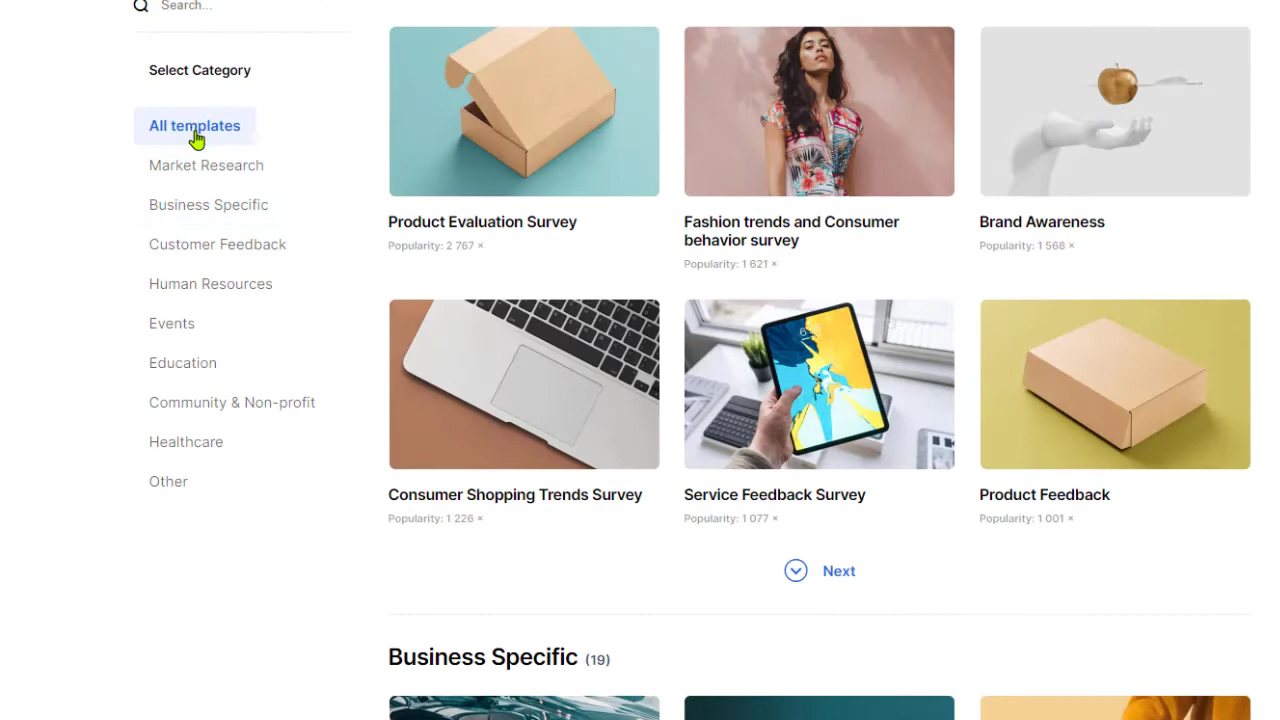 Search...
Select Category
All templates
Market Research
Business Specific
Customer Feedback
Human Resources
Events
Education
Community & Non-profit
Healthcare
Other
Product Evaluation Survey
Popularity: 2 767 ×
Fashion trends and Consumer
behavior survey
Popularity: 1 621 ×
Brand Awareness
Popularity: 1 568 ×
Consumer Shopping Trends Survey
Popularity: 1 226 ×
Service Feedback Survey
Popularity: 1 077 ×
Product Feedback
Popularity: 1 001 ×
Next
Business Specific (19)